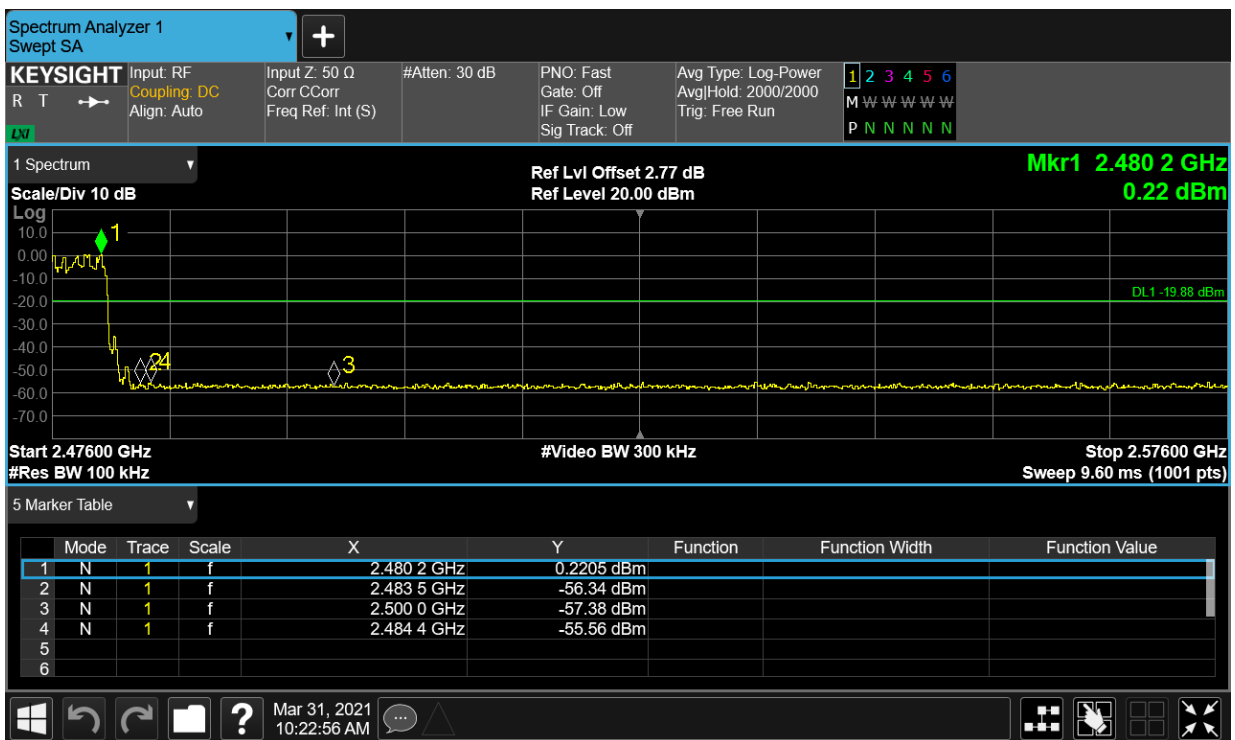 Spectrum Analyzer 1
Swept SA
+
KEYSIGHT Input: RF Input Z: 50 Ω #Atten: 30 dB PNO: Fast Avg Type: Log-Power 1 2 3 4 5 6
R T Coupling: DC Corr CCorr Gate: Off Avg|Hold: 2000/2000 M W W W W W
Align: Auto Freq Ref: Int (S) IF Gain: Low Trig: Free Run
LXI Sig Track: Off P N N N N N
1 Spectrum Ref Lvl Offset 2.77 dB Mkr1 2.480 2 GHz
Scale/Div 10 dB Ref Level 20.00 dBm 0.22 dBm
Log
10.0 1
0.00
-10.0
-20.0 DL1 -19.88 dBm
-30.0
-40.0
-50.0 2 4 3
-60.0
-70.0
Start 2.47600 GHz #Video BW 300 kHz Stop 2.57600 GHz
#Res BW 100 kHz Sweep 9.60 ms (1001 pts)
5 Marker Table
Mode Trace Scale X Y Function Function Width Function Value
1 N 1 f 2.480 2 GHz 0.2205 dBm
2 N 1 f 2.483 5 GHz -56.34 dBm
3 N 1 f 2.500 0 GHz -57.38 dBm
4 N 1 f 2.484 4 GHz -55.56 dBm
5
6
? Mar 31, 2021
10:22:56 AM